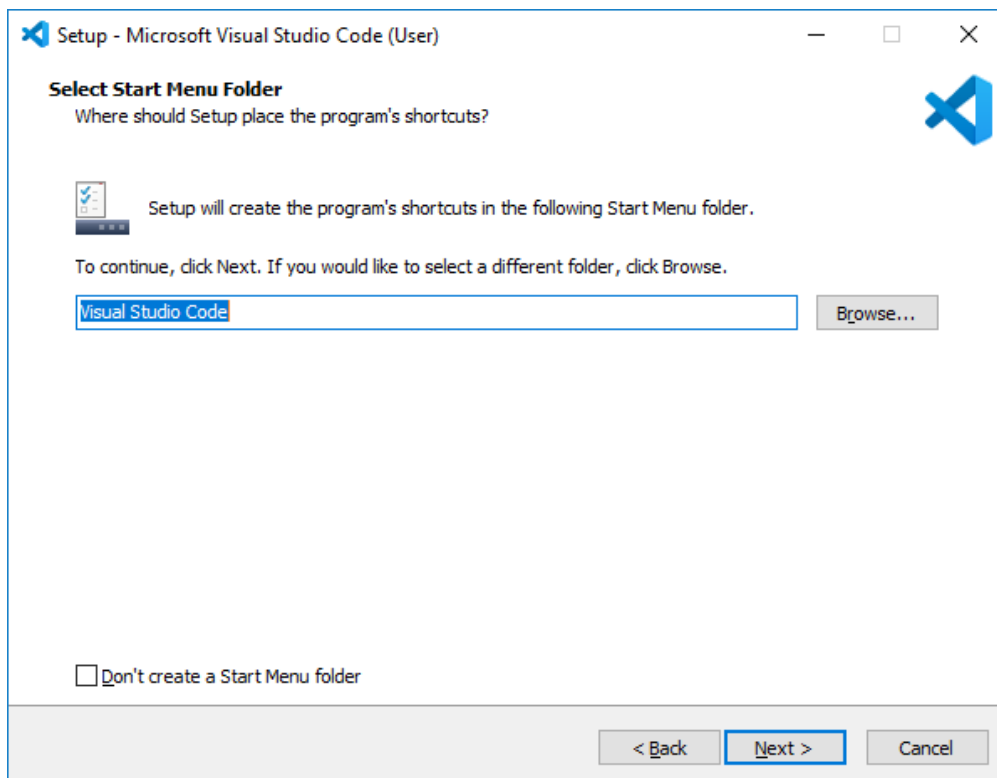 Setup - Microsoft Visual Studio Code (User)
Select Start Menu Folder
Where should Setup place the program's shortcuts?
Setup will create the program's shortcuts in the following Start Menu folder.
To continue, click Next. If you would like to select a different folder, click Browse.
Visual Studio Code
Browse...
Don't create a Start Menu folder
< Back
Next >
Cancel